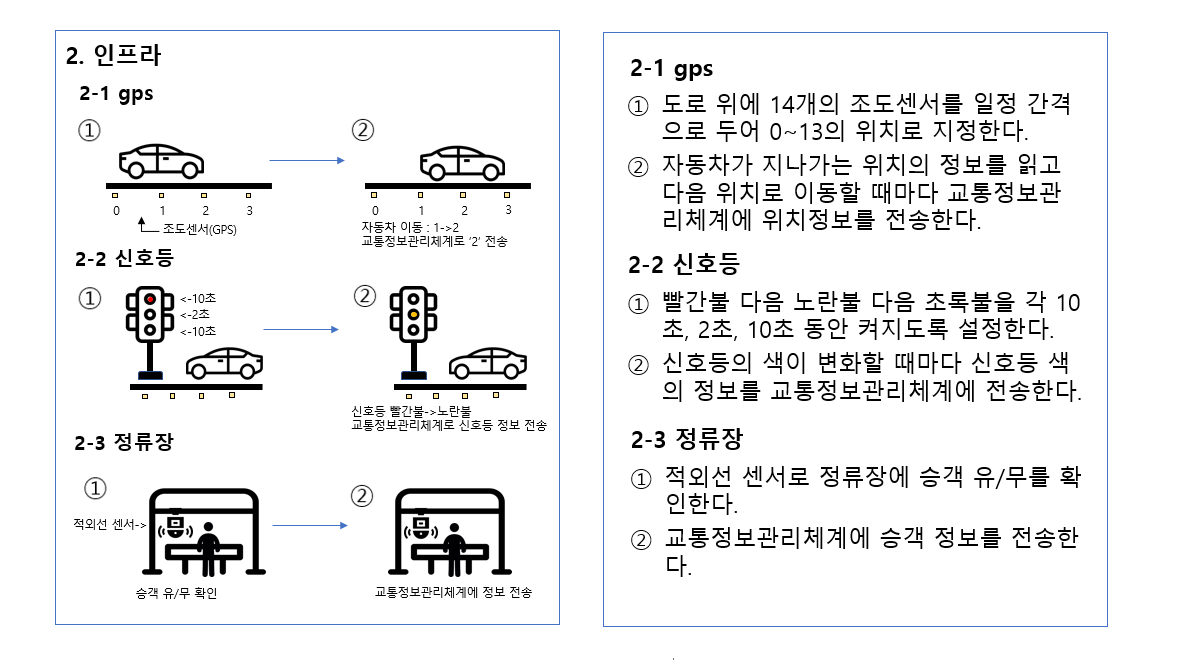 2. 인프라
2-1 gps
① ②
0 1 2 3
조도센서(GPS)
0 1 2 3
자동차 이동 : 1->2
교통정보관리체계로 ‘2’ 전송
2-2 신호등
① ②
<-10초
<-2초
<-10초
신호등 빨간불->노란불
교통정보관리체계로 신호등 정보 전송
2-3 정류장
① ②
적외선 센서->
승객 유/무 확인
교통정보관리체계에 정보 전송
2-1 gps
① 도로 위에 14개의 조도센서를 일정 간격
으로 두어 0~13의 위치로 지정한다.
② 자동차가 지나가는 위치의 정보를 읽고
다음 위치로 이동할 때마다 교통정보관
리체계에 위치정보를 전송한다.
2-2 신호등
① 빨간불 다음 노란불 다음 초록불을 각 10
초, 2초, 10초 동안 켜지도록 설정한다.
② 신호등의 색이 변화할 때마다 신호등 색
의 정보를 교통정보관리체계에 전송한다.
2-3 정류장
① 적외선 센서로 정류장에 승객 유/무를 확
인한다.
② 교통정보관리체계에 승객 정보를 전송한
다.